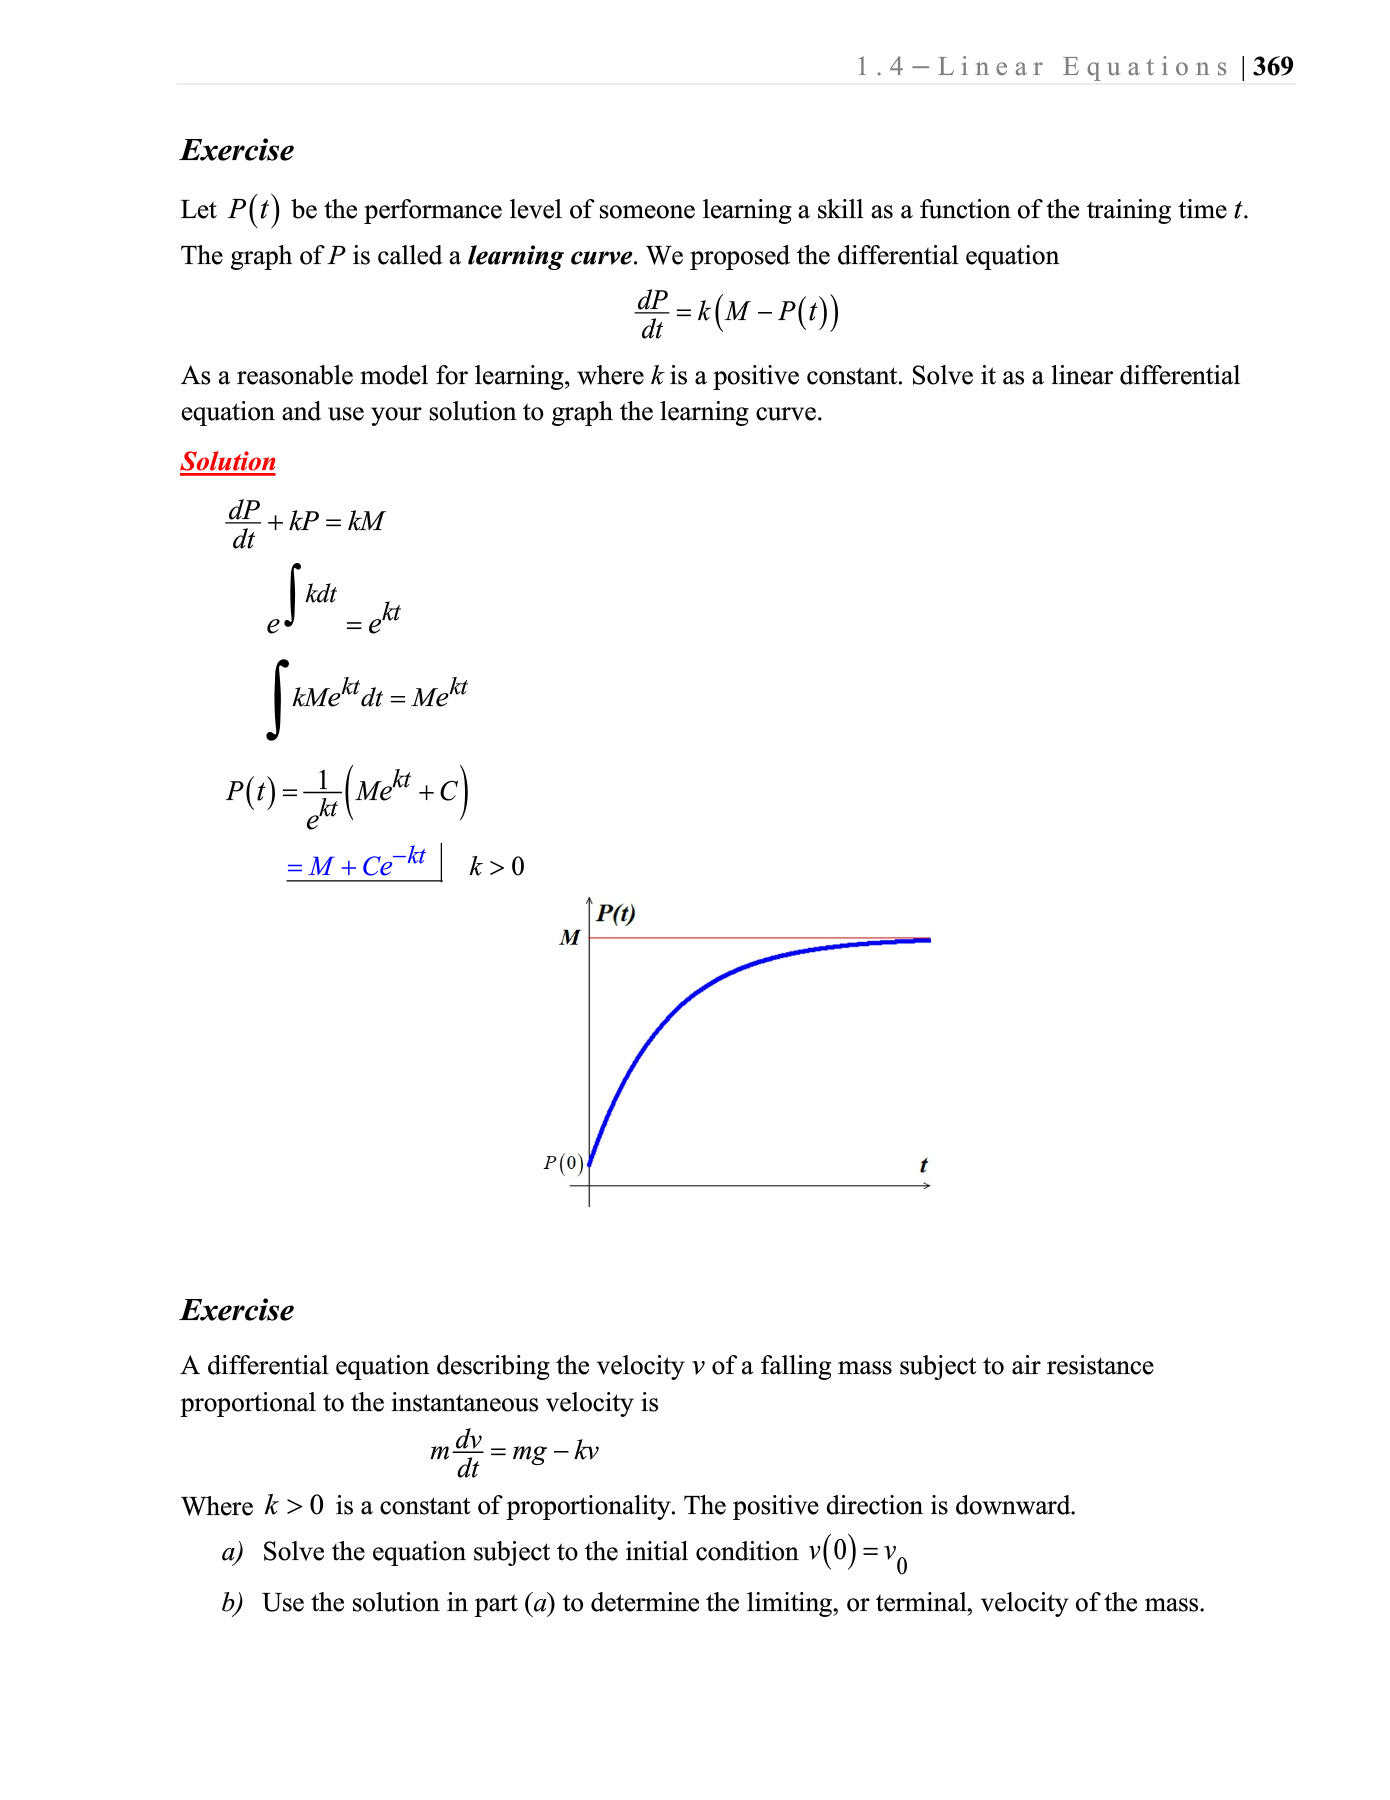 1.4 – Linear Equations | 369
Exercise
Let P(t) be the performance level of someone learning a skill as a function of the training time t.
The graph of P is called a learning curve. We proposed the differential equation
dP/dt = k(M − P(t))
As a reasonable model for learning, where k is a positive constant. Solve it as a linear differential
equation and use your solution to graph the learning curve.
Solution
dP/dt + kP = kM
e^∫kdt = e^kt
∫ kMe^kt dt = Me^kt
P(t) = 1/e^kt (Me^kt + C)
= M + Ce^−kt | k > 0
P(t)
M
P(0)
t
Exercise
A differential equation describing the velocity v of a falling mass subject to air resistance
proportional to the instantaneous velocity is
m dv/dt = mg − kv
Where k > 0 is a constant of proportionality. The positive direction is downward.
a) Solve the equation subject to the initial condition v(0) = v_0
b) Use the solution in part (a) to determine the limiting, or terminal, velocity of the mass.